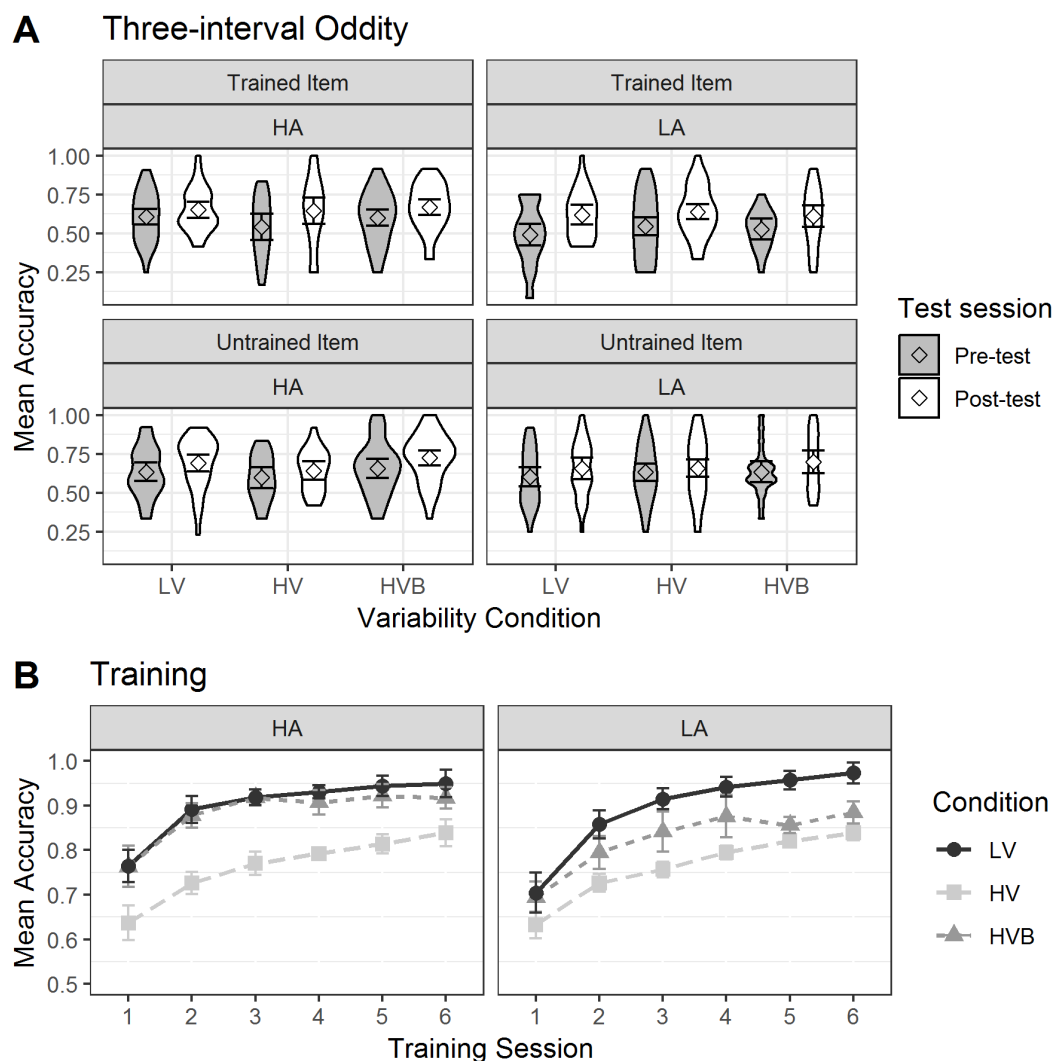 A Three-interval Oddity
Trained Item Trained Item
HA LA
1.00
0.75
0.50
0.25
Untrained Item Untrained Item
HA LA
1.00
0.75
0.50
0.25
LV HV HVB LV HV HVB
Mean Accuracy
Variability Condition
Test session
Pre-test
Post-test
B Training
HA LA
1.0
0.9
0.8
0.7
0.6
0.5
1 2 3 4 5 6 1 2 3 4 5 6
Mean Accuracy
Training Session
Condition
LV
HV
HVB